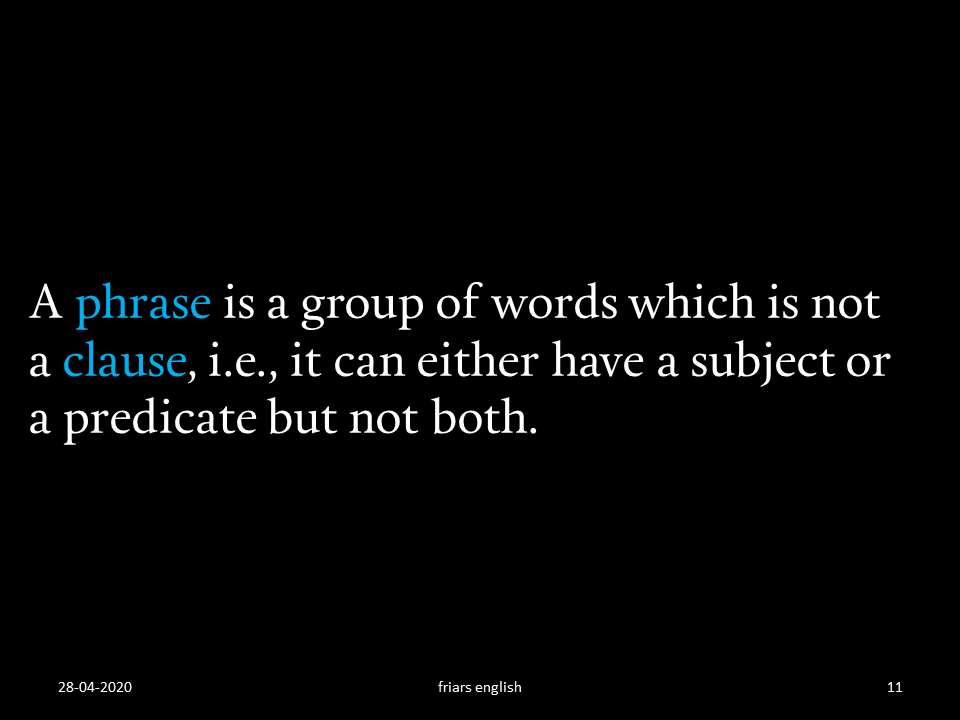 A phrase is a group of words which is not
a clause, i.e., it can either have a subject or
a predicate but not both.
28-04-2020
friars english
11